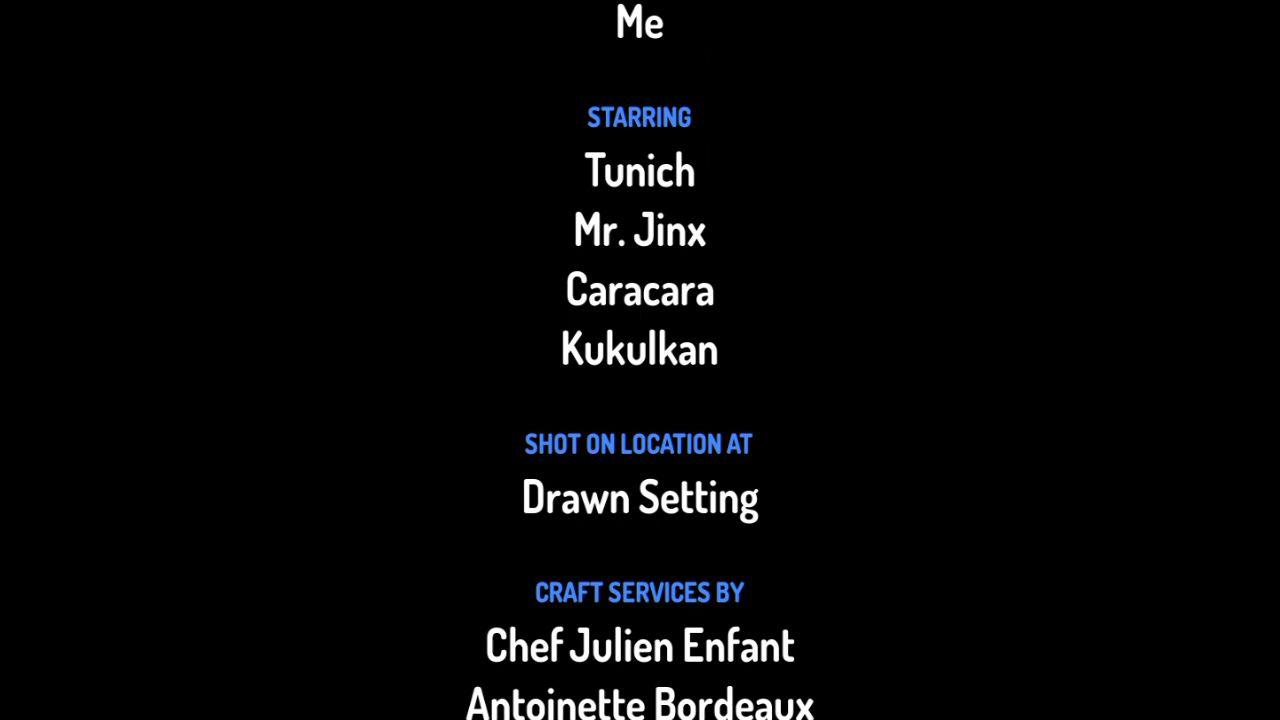 Me
STARRING
Tunich
Mr. Jinx
Caracara
Kukulkan
SHOT ON LOCATION AT
Drawn Setting
CRAFT SERVICES BY
Chef Julien Enfant
Antoinette Bordeaux